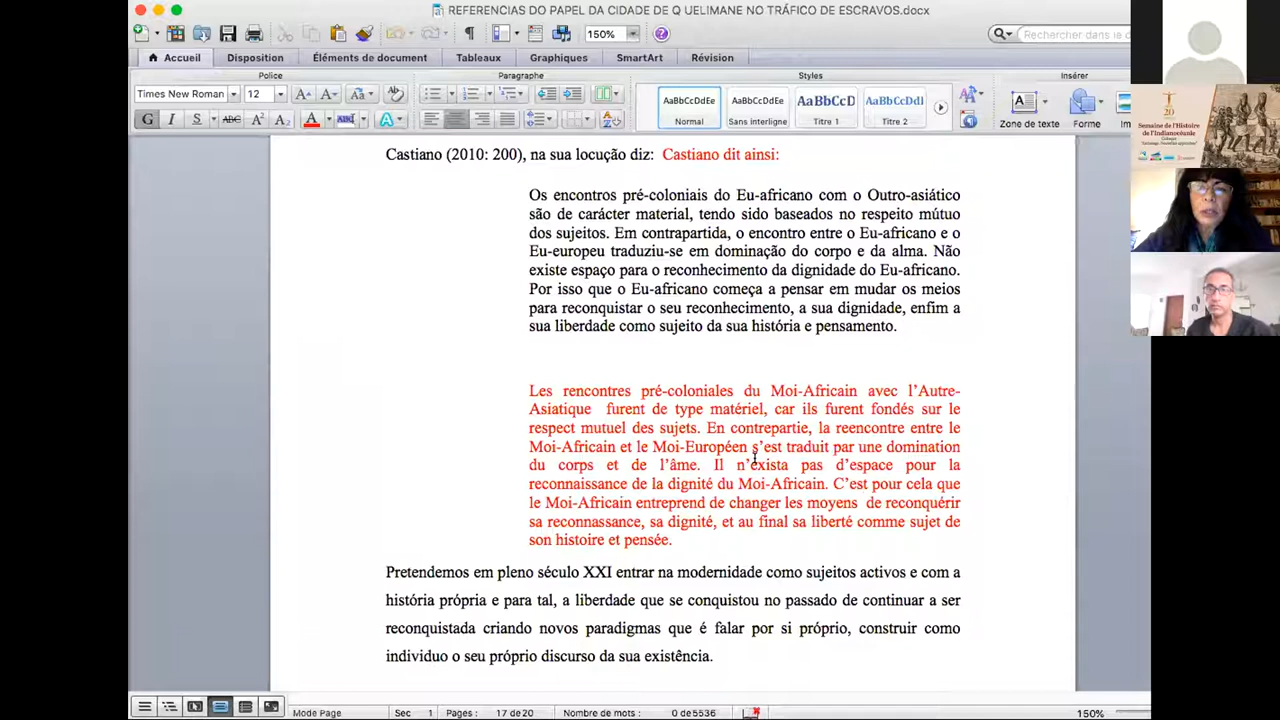 REFERENCIAS DO PAPEL DA CIDADE DE Q UELIMANE NO TRÁFICO DE ESCRAVOS.docx
150%
Rechercher dans le d
Accueil Disposition Éléments de document Tableaux Graphiques SmartArt Révision
Police Paragraphe Styles Insérer
Times New Roman 12
AaBbCcDdEe AaBbCcDdEe AaBbCcD AaBbCcDdI
Normal Sans interligne Titre 1 Titre 2
Zone de texte Forme Im
G I S ABC A² A₂
20
Semaine de l'Histoire
de l'Indianocéanie
Castiano (2010: 200), na sua locução diz: Castiano dit ainsi:
Os encontros pré-coloniais do Eu-africano com o Outro-asiático
são de carácter material, tendo sido baseados no respeito mútuo
dos sujeitos. Em contrapartida, o encontro entre o Eu-africano e o
Eu-europeu traduziu-se em dominação do corpo e da alma. Não
existe espaço para o reconhecimento da dignidade do Eu-africano.
Por isso que o Eu-africano começa a pensar em mudar os meios
para reconquistar o seu reconhecimento, a sua dignidade, enfim a
sua liberdade como sujeito da sua história e pensamento.
Les rencontres pré-coloniales du Moi-Africain avec l'Autre-
Asiatique furent de type matériel, car ils furent fondés sur le
respect mutuel des sujets. En contrepartie, la reencontre entre le
Moi-Africain et le Moi-Européen s'est traduit par une domination
du corps et de l'âme. Il n'exista pas d'espace pour la
reconnaissance de la dignité du Moi-Africain. C'est pour cela que
le Moi-Africain entreprend de changer les moyens de reconquérir
sa reconnassance, sa dignité, et au final sa liberté comme sujet de
son histoire et pensée.
Pretendemos em pleno século XXI entrar na modernidade como sujeitos activos e com a
história própria e para tal, a liberdade que se conquistou no passado de continuar a ser
reconquistada criando novos paradigmas que é falar por si próprio, construir como
individuo o seu próprio discurso da sua existência.
Mode Page Sec 1 Pages : 17 de 20 Nombre de mots : 0 de 5536 150%